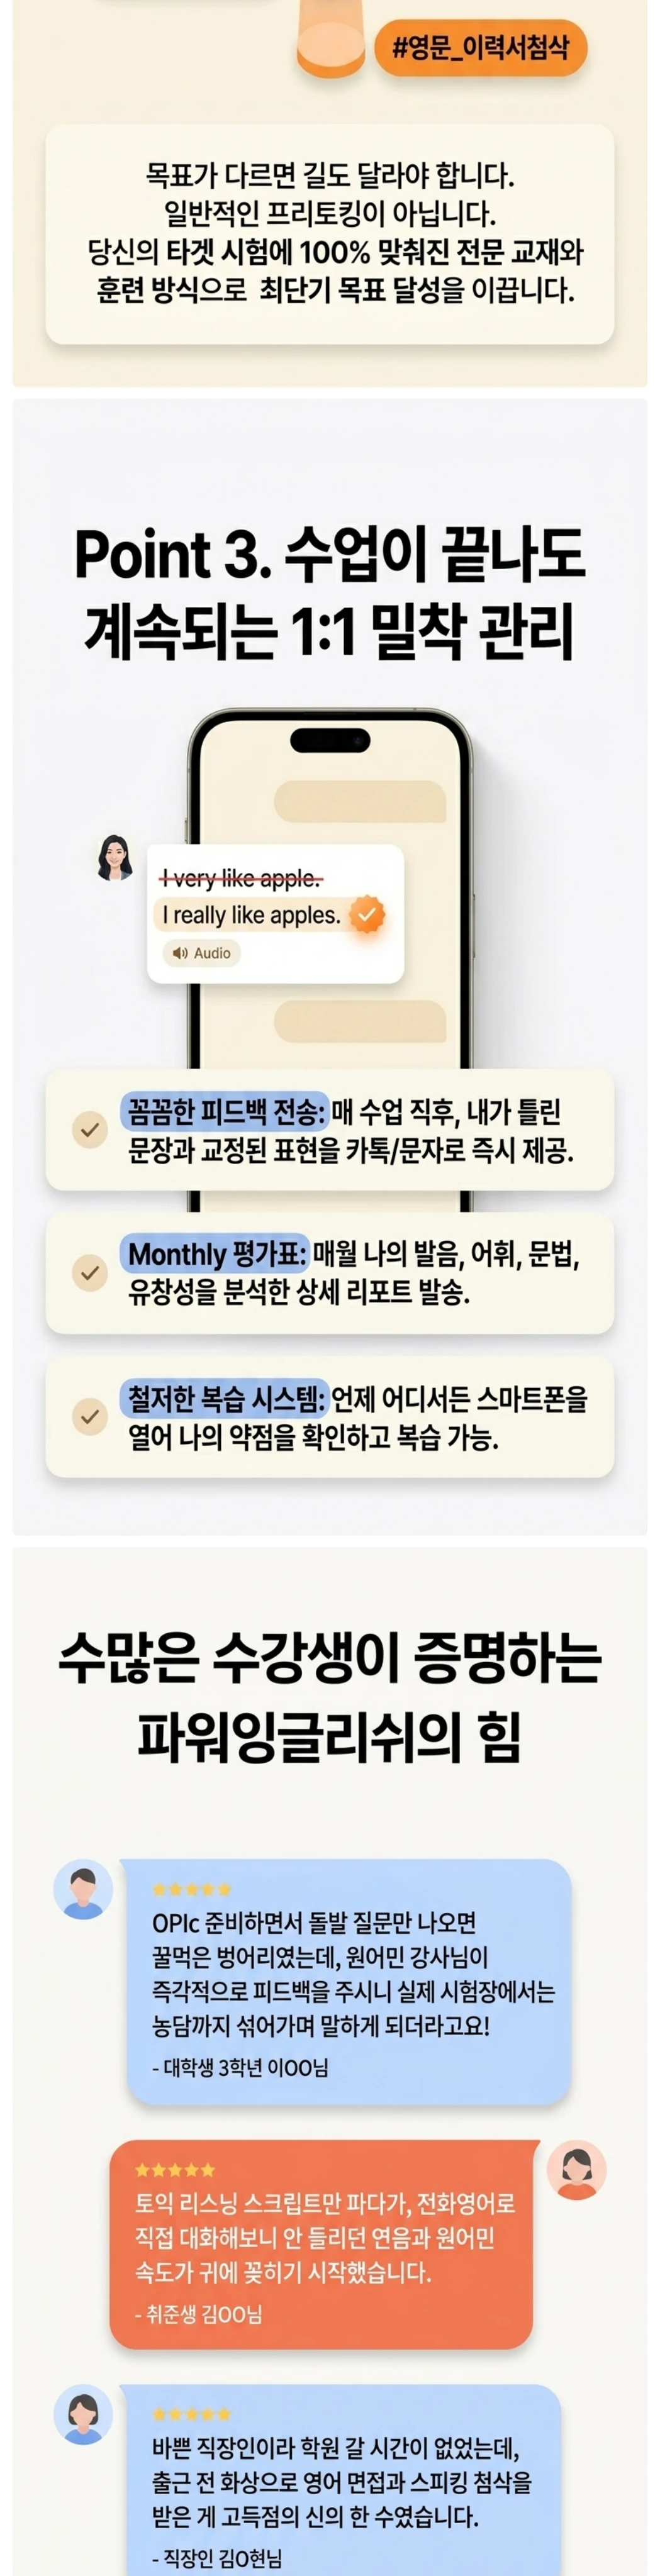 #영문_이력서첨삭
목표가 다르면 길도 달라야 합니다.
일반적인 프리토킹이 아닙니다.
당신의 타겟 시험에 100% 맞춰진 전문 교재와
훈련 방식으로 최단기 목표 달성을 이끕니다.
Point 3. 수업이 끝나도
계속되는 1:1 밀착 관리
I very like apple.
I really like apples.
Audio
꼼꼼한 피드백 전송: 매 수업 직후, 내가 틀린
문장과 교정된 표현을 카톡/문자로 즉시 제공.
Monthly 평가표: 매월 나의 발음, 어휘, 문법,
유창성을 분석한 상세 리포트 발송.
철저한 복습 시스템: 언제 어디서든 스마트폰을
열어 나의 약점을 확인하고 복습 가능.
수많은 수강생이 증명하는
파워잉글리쉬의 힘
OPIc 준비하면서 돌발 질문만 나오면
꿀먹은 벙어리였는데, 원어민 강사님이
즉각적으로 피드백을 주시니 실제 시험장에서는
농담까지 섞어가며 말하게 되더라고요!
- 대학생 3학년 이OO님
토익 리스닝 스크립트만 파다가, 전화영어로
직접 대화해보니 안 들리던 연음과 원어민
속도가 귀에 꽂히기 시작했습니다.
- 취준생 김OO님
바쁜 직장인이라 학원 갈 시간이 없었는데,
출근 전 화상으로 영어 면접과 스피킹 첨삭을
받은 게 고득점의 신의 한 수였습니다.
- 직장인 김O현님